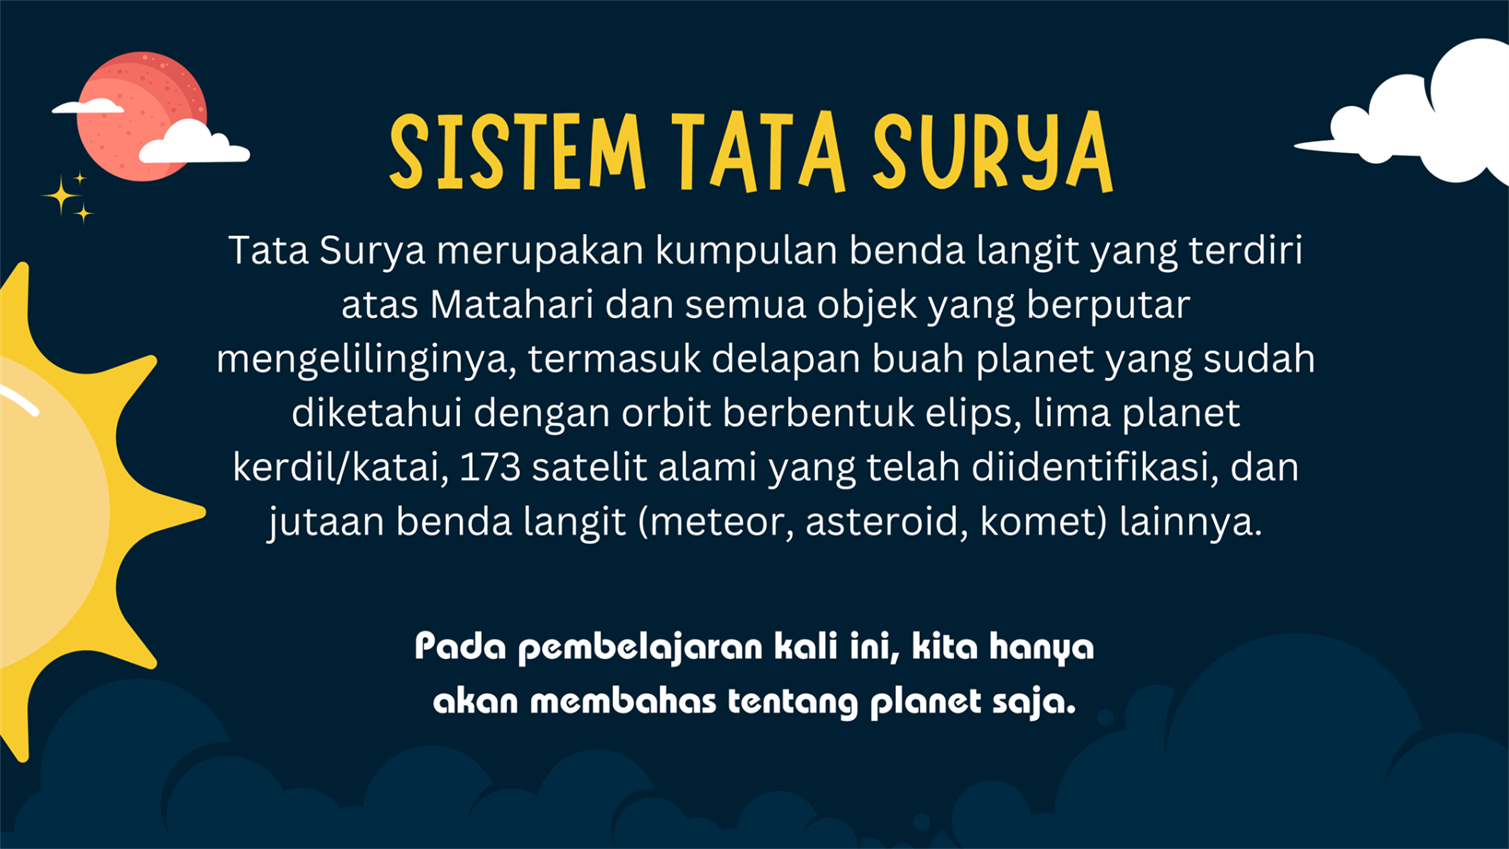 SISTEM TATA SURYA
Tata Surya merupakan kumpulan benda langit yang terdiri
atas Matahari dan semua objek yang berputar
mengelilinginya, termasuk delapan buah planet yang sudah
diketahui dengan orbit berbentuk elips, lima planet
kerdil/katai, 173 satelit alami yang telah diidentifikasi, dan
jutaan benda langit (meteor, asteroid, komet) lainnya.
Pada pembelajaran kali ini, kita hanya
akan membahas tentang planet saja.